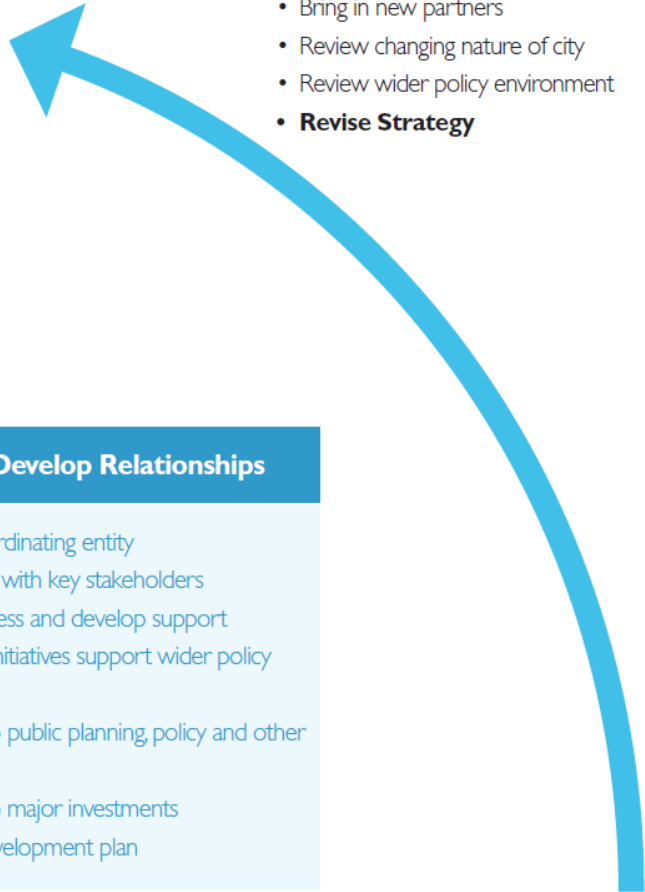 • Bring in new partners
• Review changing nature of city
• Review wider policy environment
• Revise Strategy
Develop Relationships
rdinating entity
with key stakeholders
ess and develop support
nitiatives support wider policy
public planning, policy and other
major investments
velopment plan